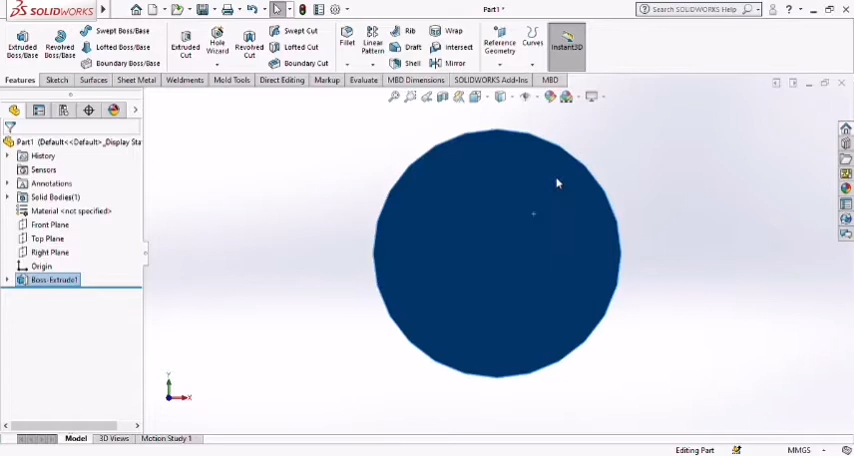 SOLIDWORKS
Part1 *
Search SOLIDWORKS Help
Extruded Boss/Base
Revolved Boss/Base
Swept Boss/Base
Lofted Boss/Base
Boundary Boss/Base
Extruded Cut
Hole Wizard
Revolved Cut
Swept Cut
Lofted Cut
Boundary Cut
Fillet
Linear Pattern
Rib
Draft
Shell
Wrap
Intersect
Mirror
Reference Geometry
Curves
Instant3D
Features
Sketch
Surfaces
Sheet Metal
Weldments
Mold Tools
Direct Editing
Markup
Evaluate
MBD Dimensions
SOLIDWORKS Add-Ins
MBD
Part1 (Default<<Default>_Display Sta
History
Sensors
Annotations
Solid Bodies(1)
Material <not specified>
Front Plane
Top Plane
Right Plane
Origin
Boss-Extrude1
Y
X
Model
3D Views
Motion Study 1
Editing Part
MMGS